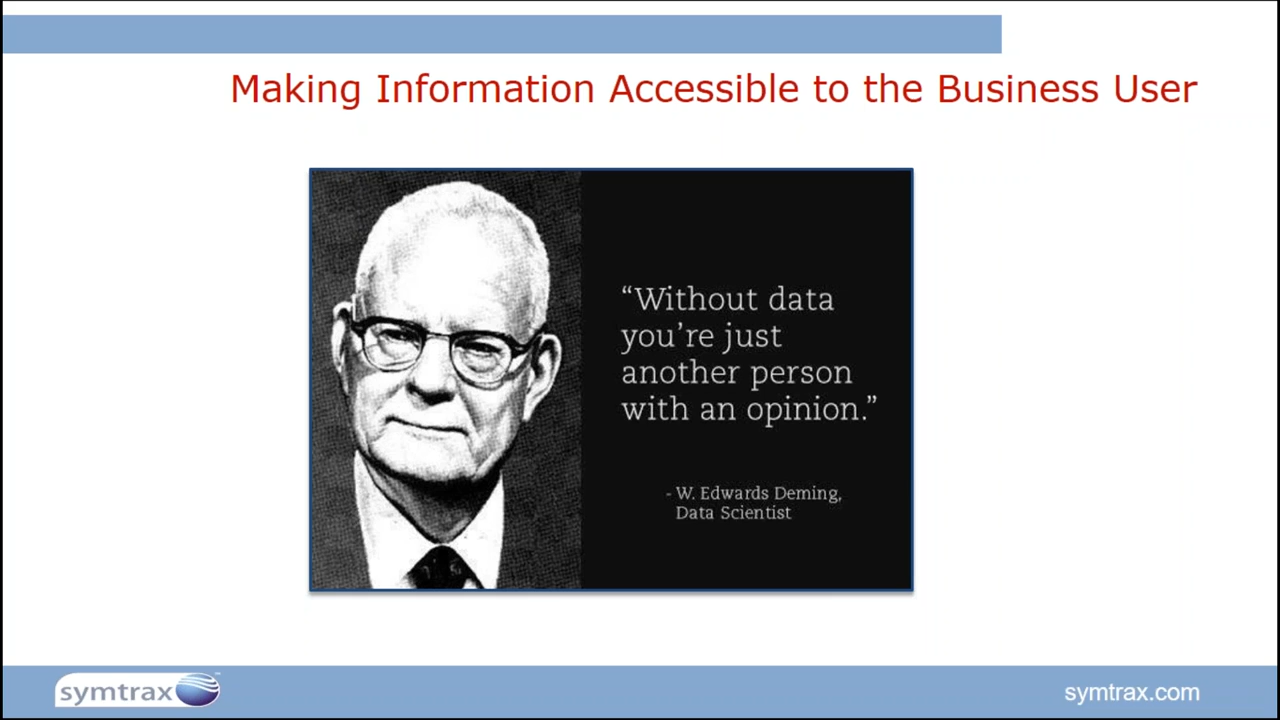 Making Information Accessible to the Business User
“Without data
you’re just
another person
with an opinion.”
- W. Edwards Deming,
Data Scientist
symtrax
symtrax.com